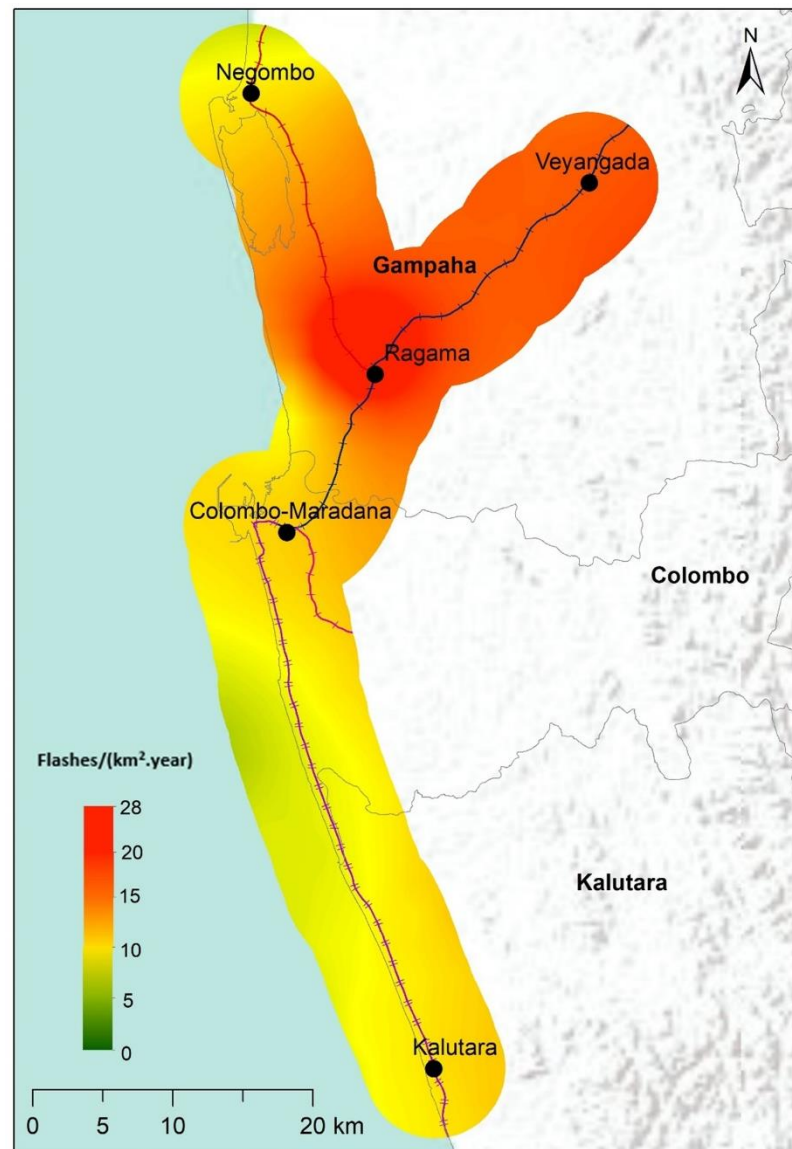 N
Negombo
Veyangada
Gampaha
Ragama
Colombo-Maradana
Colombo
Flashes/(km².year)
28
20
15
10
5
0
Kalutara
Kalutara
0 10 20 km